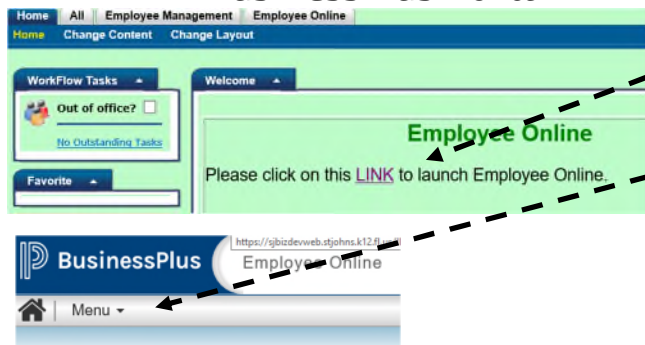 Home All Employee Management Employee Online
Home Change Content Change Layout
WorkFlow Tasks
Welcome
Out of office?
No Outstanding Tasks
Employee Online
Please click on this LINK to launch Employee Online.
Favorite
https://sjbizdevweb.stjohns.k12.fl.us/
BusinessPlus
Employee Online
Menu